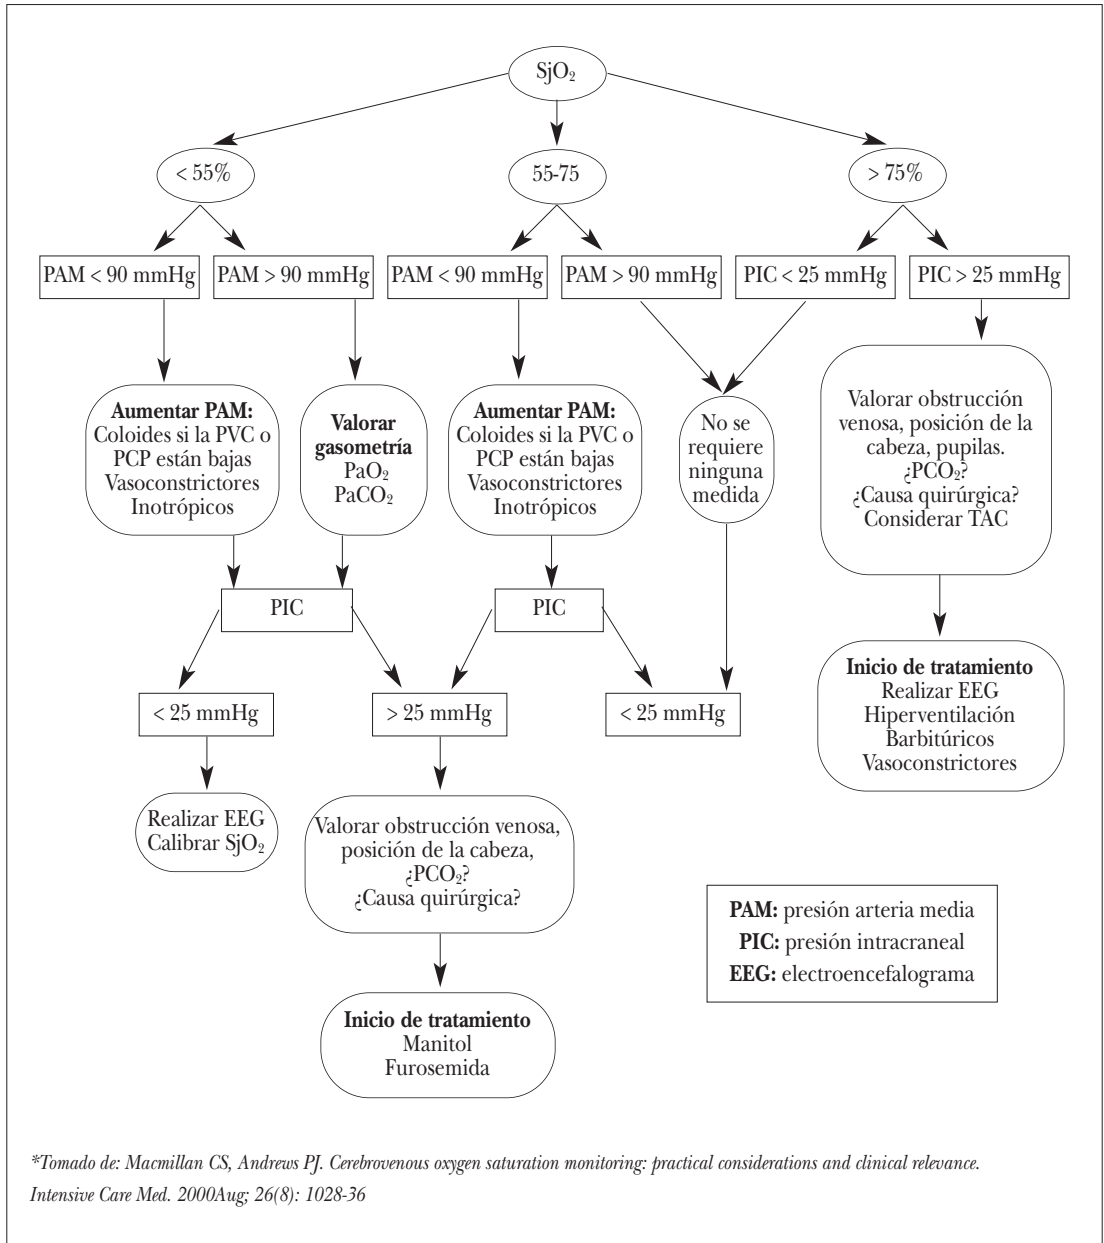 SjO₂
< 55%
55-75
> 75%
PAM < 90 mmHg
PAM > 90 mmHg
PAM < 90 mmHg
PAM > 90 mmHg
PIC < 25 mmHg
PIC > 25 mmHg
Aumentar PAM:
Coloides si la PVC o
PCP están bajas
Vasoconstrictores
Inotrópicos
Valorar
gasometría
PaO₂
PaCO₂
Aumentar PAM:
Coloides si la PVC o
PCP están bajas
Vasoconstrictores
Inotrópicos
No se
requiere
ninguna
medida
Valorar obstrucción
venosa, posición de la
cabeza, pupilas.
¿PCO₂?
¿Causa quirúrgica?
Considerar TAC
PIC
PIC
< 25 mmHg
> 25 mmHg
< 25 mmHg
Inicio de tratamiento
Realizar EEG
Hiperventilación
Barbitúricos
Vasoconstrictores
Realizar EEG
Calibrar SjO₂
Valorar obstrucción venosa,
posición de la cabeza,
¿PCO₂?
¿Causa quirúrgica?
PAM: presión arteria media
PIC: presión intracraneal
EEG: electroencefalograma
Inicio de tratamiento
Manitol
Furosemida
*Tomado de: Macmillan CS, Andrews PJ. Cerebrovenous oxygen saturation monitoring: practical considerations and clinical relevance.
Intensive Care Med. 2000Aug; 26(8): 1028-36